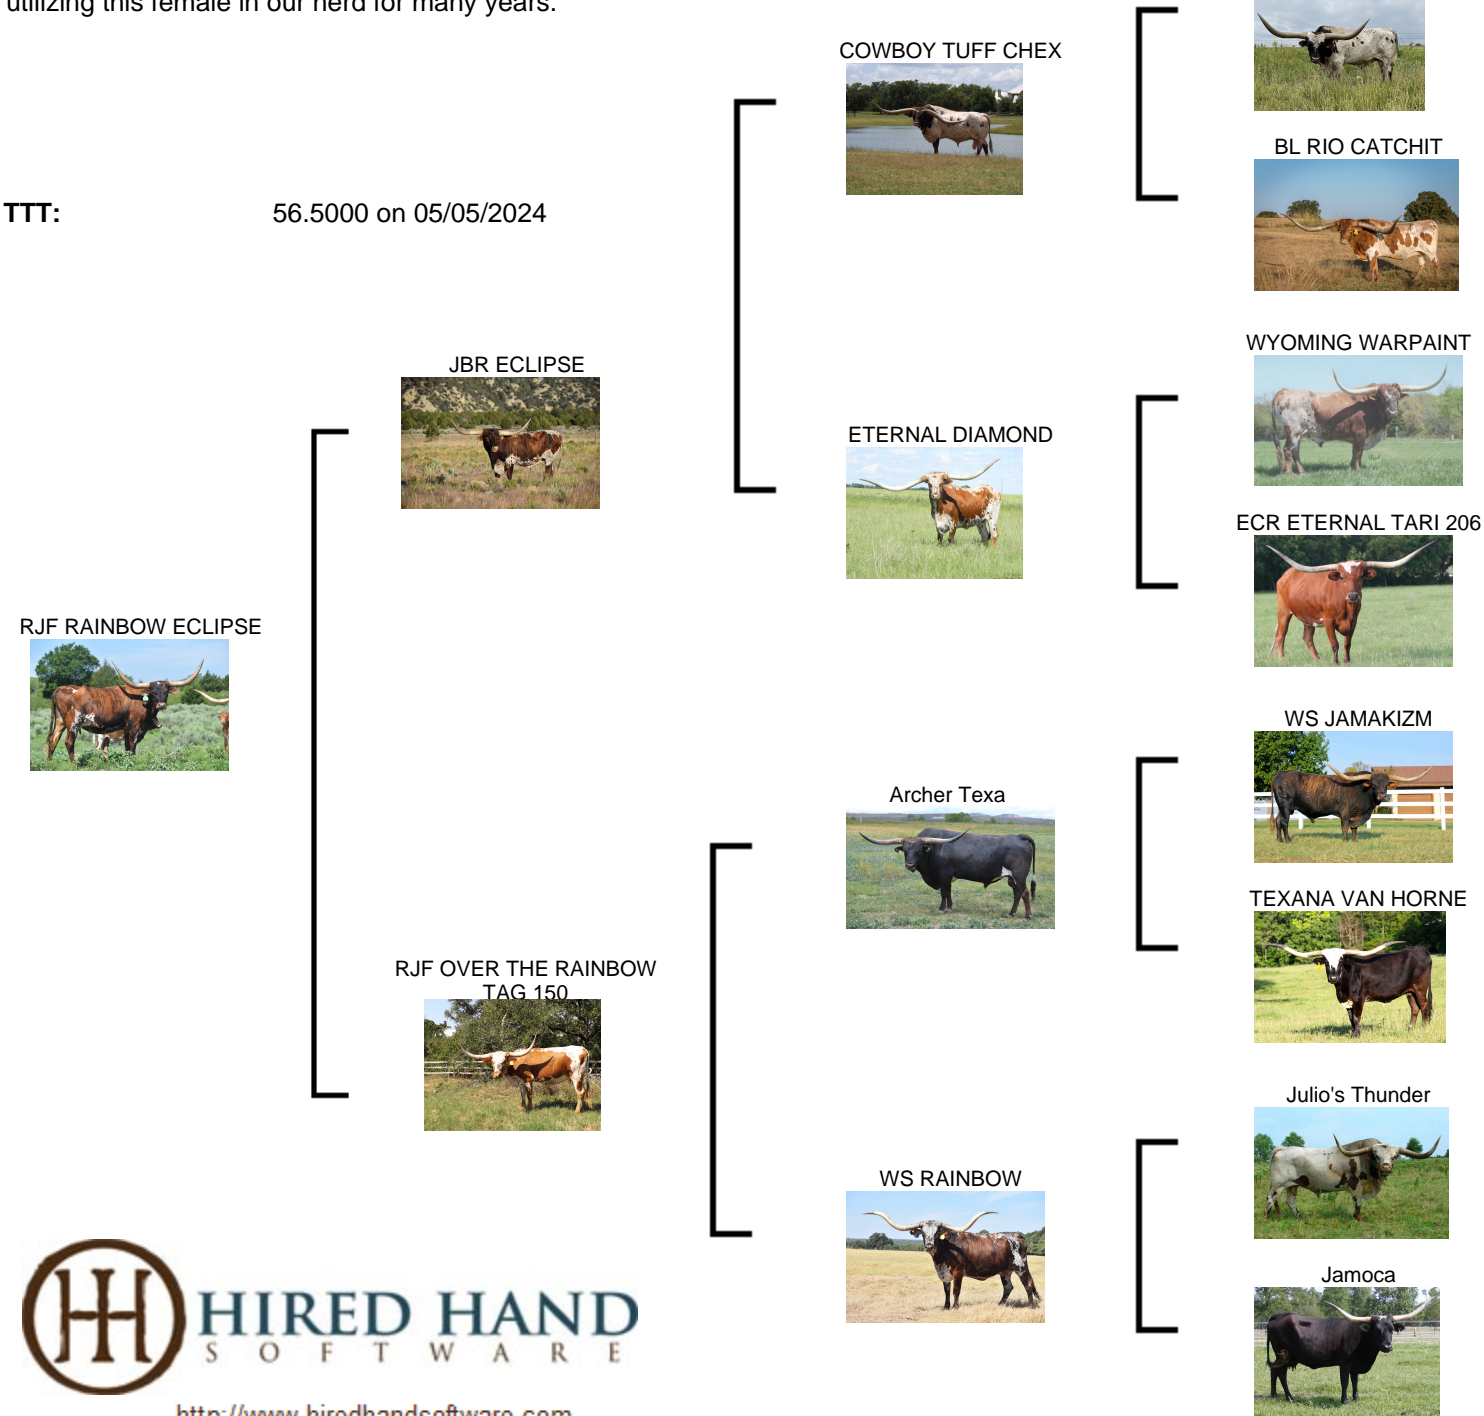 utilizing this female in our herd for many years.
COWBOY TUFF CHEX
BL RIO CATCHIT
TTT: 56.5000 on 05/05/2024
WYOMING WARPAINT
JBR ECLIPSE
ETERNAL DIAMOND
ECR ETERNAL TARI 206
RJF RAINBOW ECLIPSE
WS JAMAKIZM
Archer Texa
TEXANA VAN HORNE
RJF OVER THE RAINBOW
TAG 150
Julio's Thunder
WS RAINBOW
Jamoca
HIRED HAND
SOFTWARE
http://www.hiredhandsoftware.com